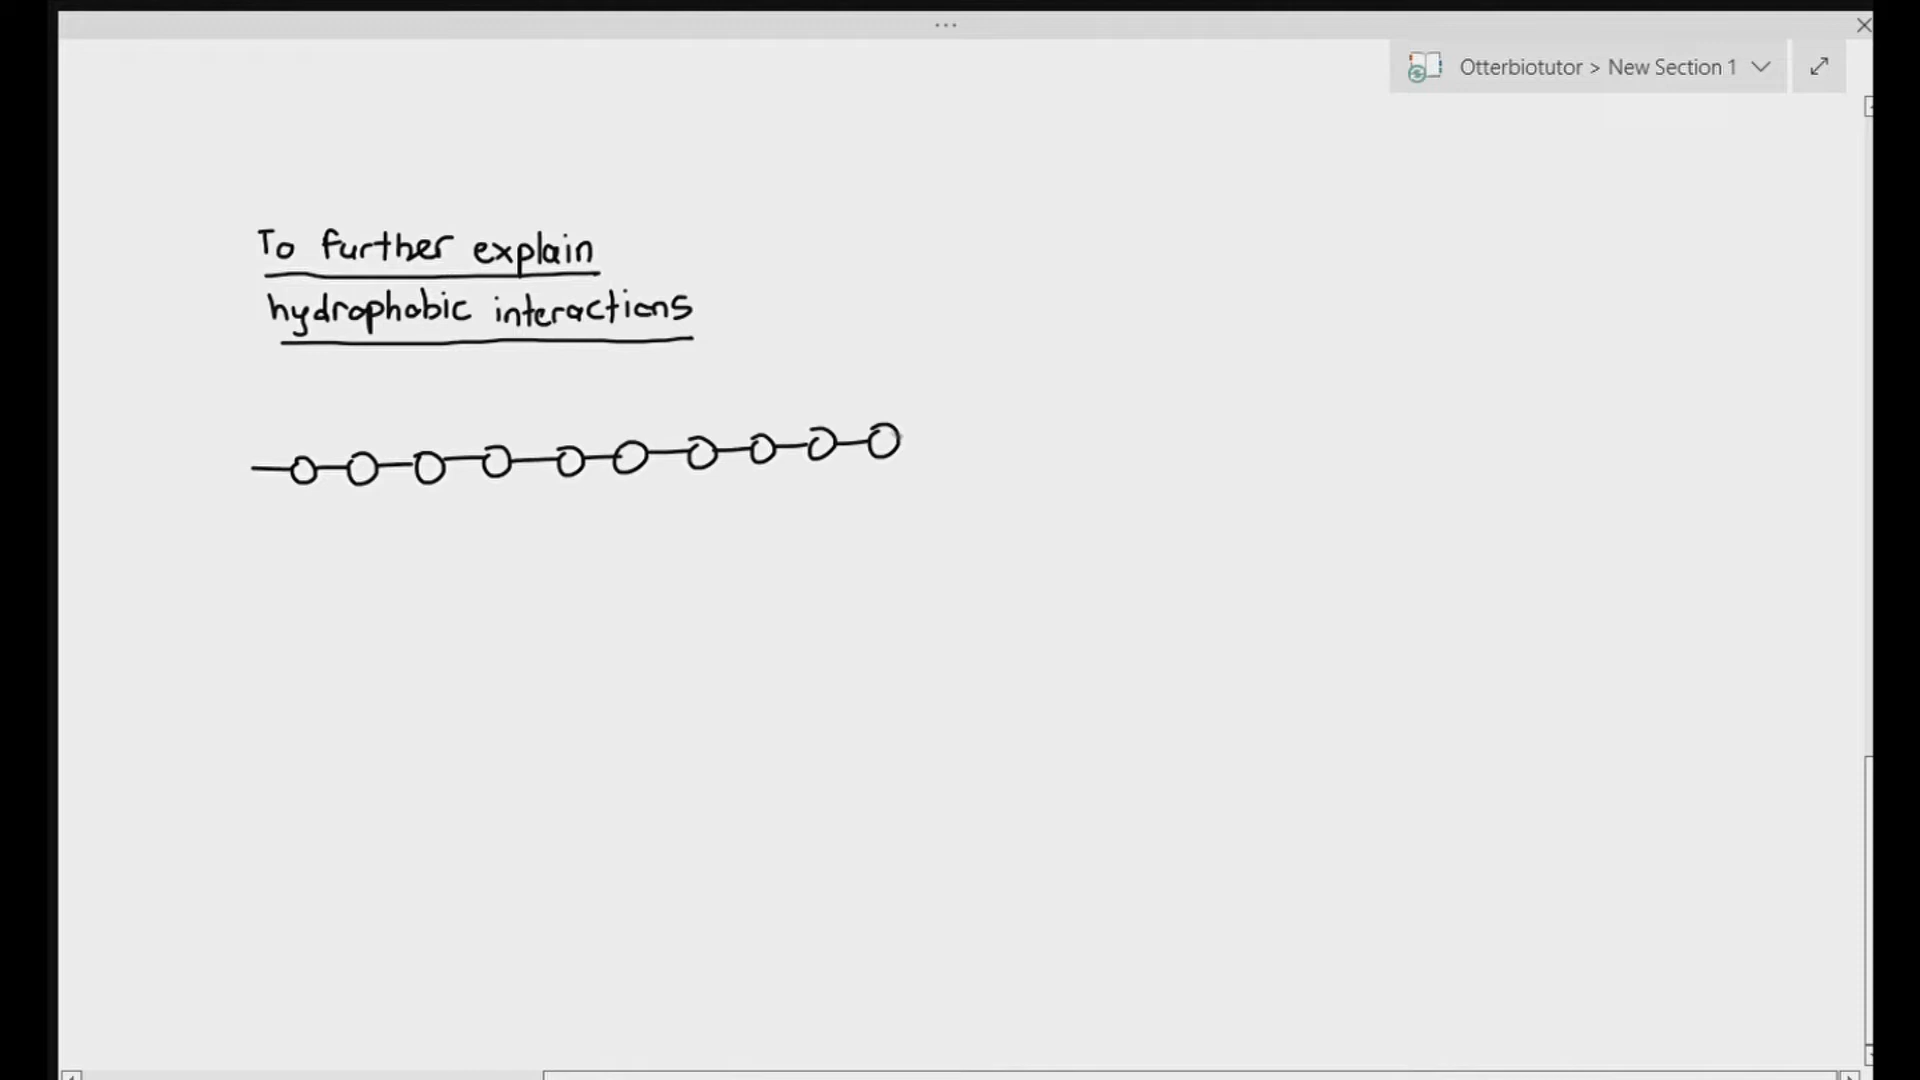 Otterbiotutor > New Section 1
To further explain
hydrophobic interactions